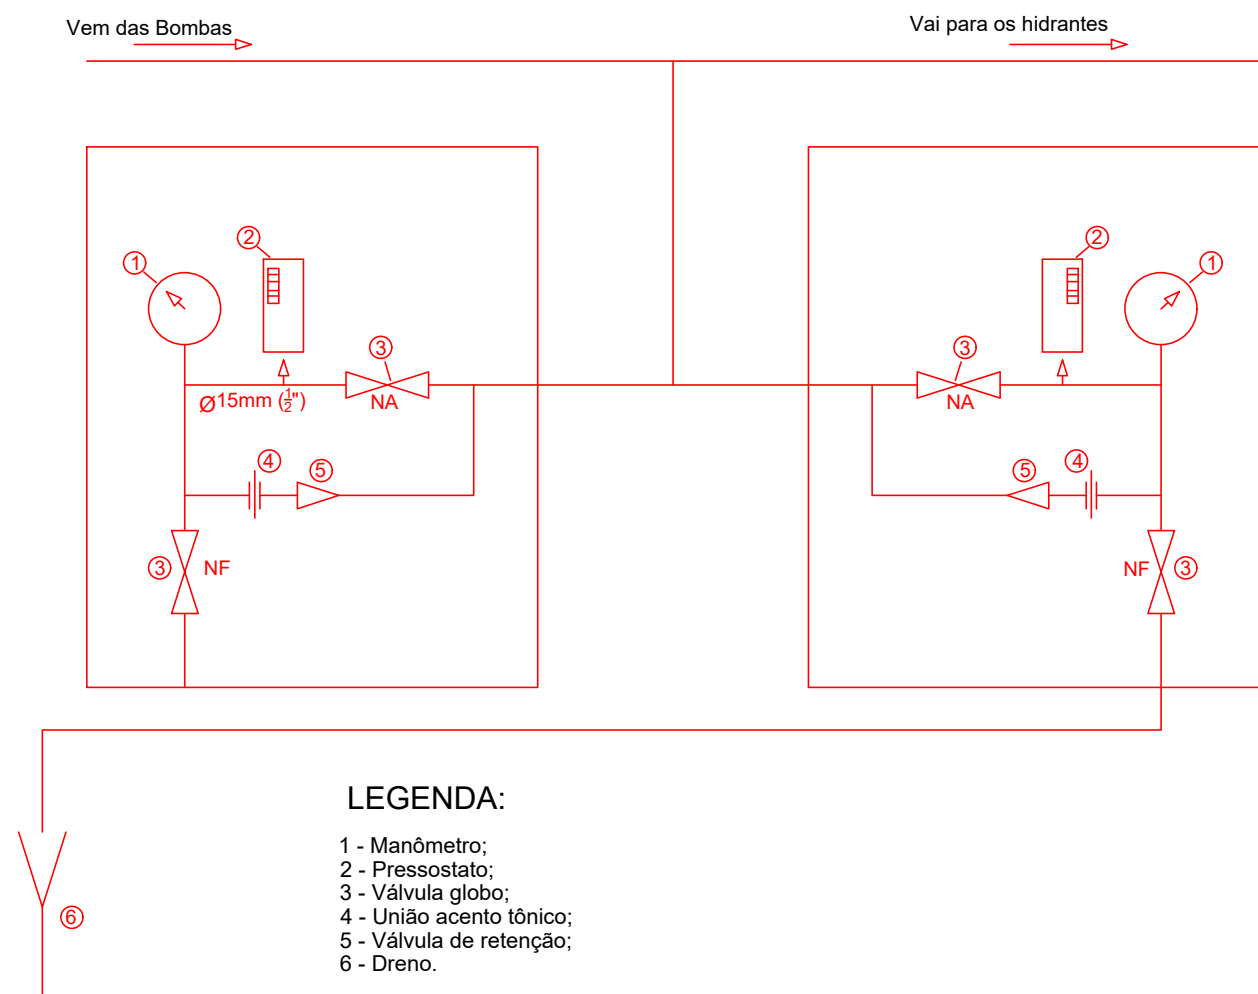 Vem das Bombas
Vai para os hidrantes
2
2
1
1
3
3
Ø15mm (1/2")
NA
NA
4
5
5
4
3
NF
NF
3
LEGENDA:
1 - Manômetro;
2 - Pressostato;
3 - Válvula globo;
4 - União acento tônico;
5 - Válvula de retenção;
6 - Dreno.
6